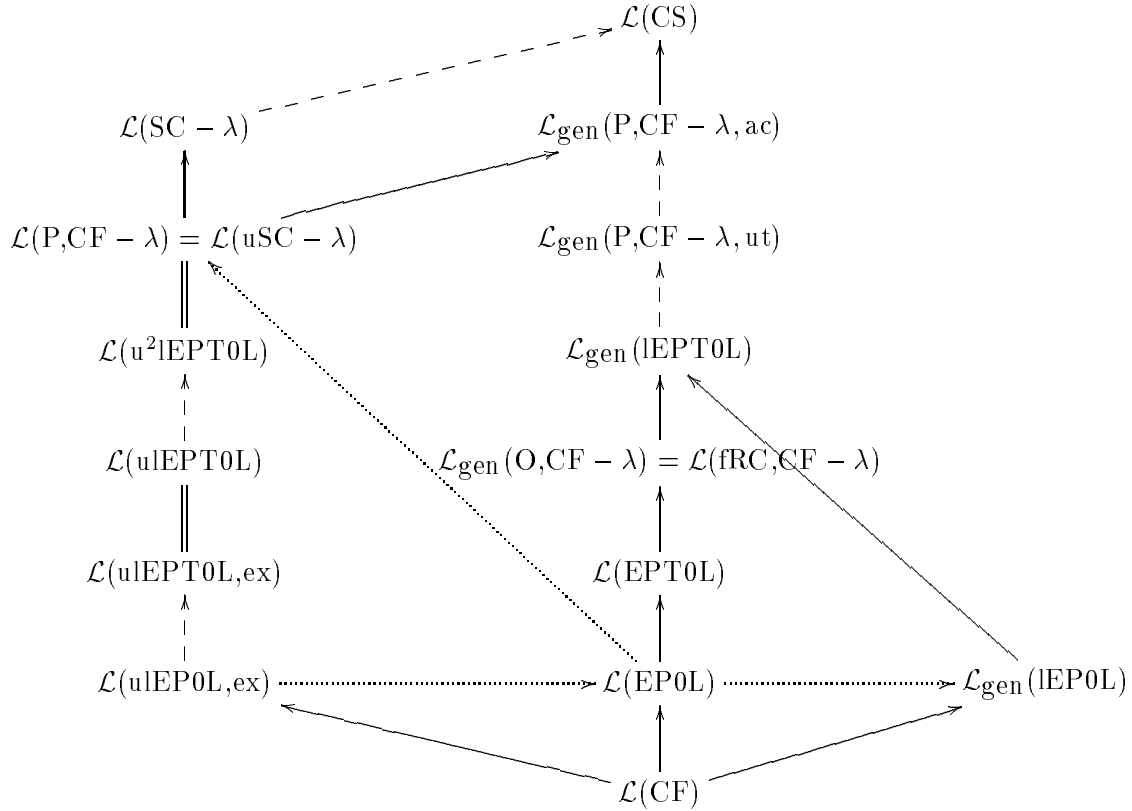 ℒ(CS)
ℒ(SC − λ)
ℒgen(P,CF − λ, ac)
ℒ(P,CF − λ) = ℒ(uSC − λ)
ℒgen(P,CF − λ, ut)
ℒ(u²lEPT0L)
ℒgen(lEPT0L)
ℒ(ulEPT0L)
ℒgen(O,CF − λ) = ℒ(fRC,CF − λ)
ℒ(ulEPT0L,ex)
ℒ(EPT0L)
ℒ(ulEP0L,ex)
ℒ(EP0L)
ℒgen(lEP0L)
ℒ(CF)